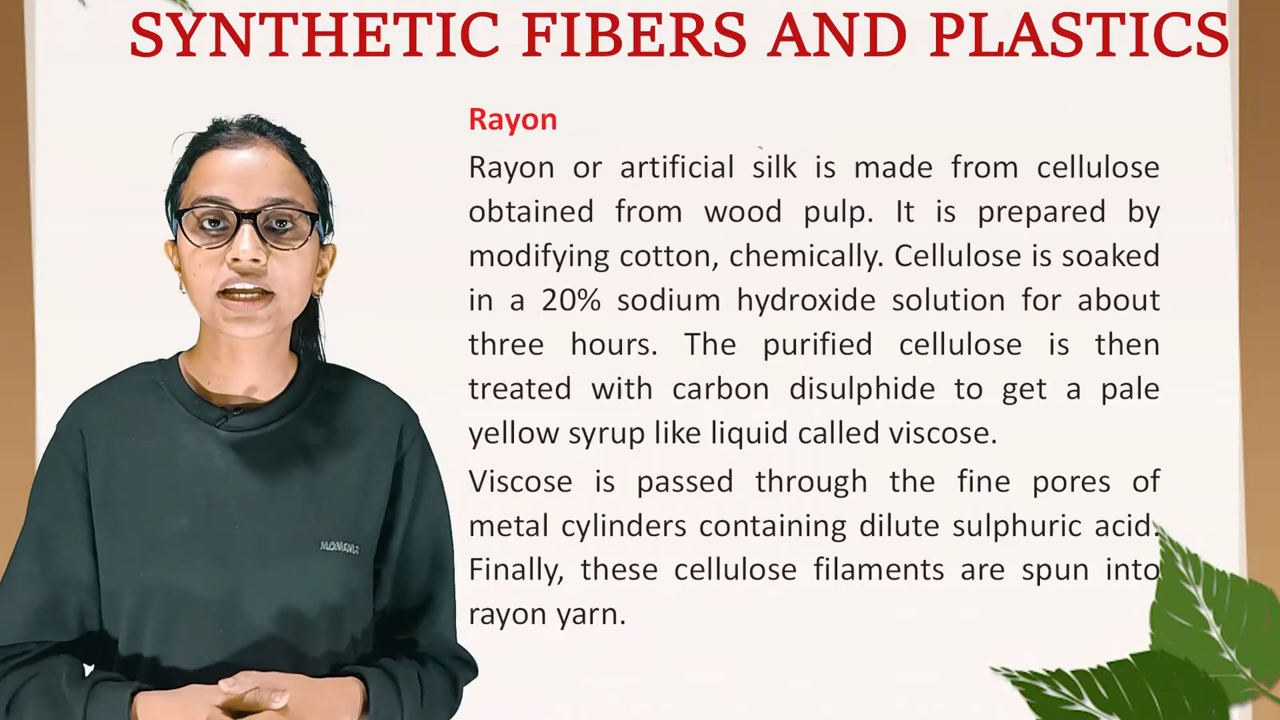 SYNTHETIC FIBERS AND PLASTICS
Rayon
Rayon or artificial silk is made from cellulose
obtained from wood pulp. It is prepared by
modifying cotton, chemically. Cellulose is soaked
in a 20% sodium hydroxide solution for about
three hours. The purified cellulose is then
treated with carbon disulphide to get a pale
yellow syrup like liquid called viscose.
Viscose is passed through the fine pores of
metal cylinders containing dilute sulphuric acid.
Finally, these cellulose filaments are spun into
rayon yarn.